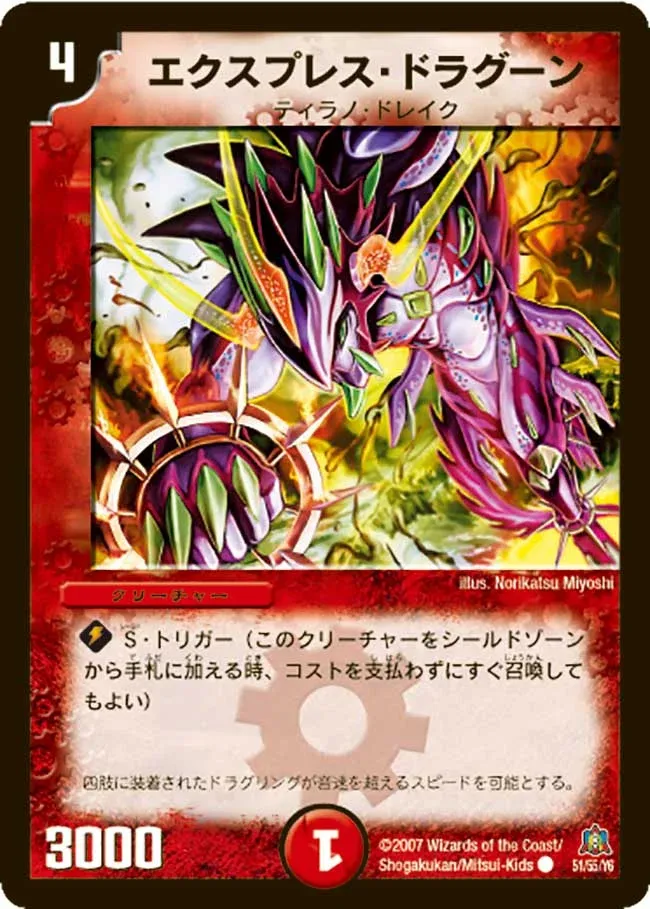 4
エクスプレス・ドラグーン
ティラノ・ドレイク
illus. Norikatsu Miyoshi
クリーチャー
S・トリガー（このクリーチャーをシールドゾーン
から手札に加える時、コストを支払わずにすぐ召喚して
もよい）
四肢に装着されたドラグリングが音速を超えるスピードを可能とする。
3000
1
©2007 Wizards of the Coast/
Shogakukan/Mitsui-Kids
51/55/Y6